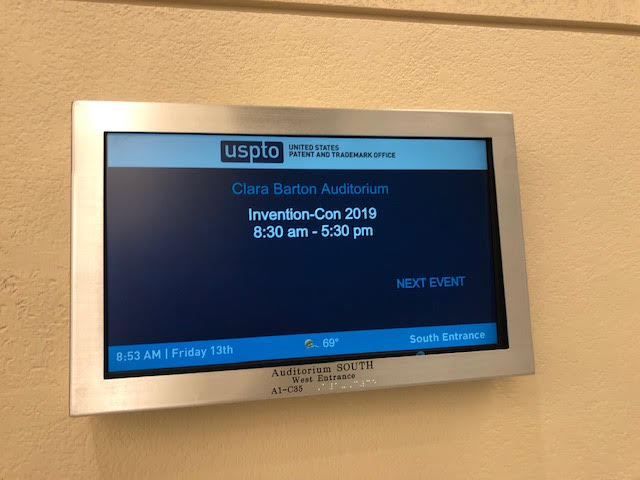 uspto UNITED STATES
PATENT AND TRADEMARK OFFICE
Clara Barton Auditorium
Invention-Con 2019
8:30 am - 5:30 pm
NEXT EVENT
8:53 AM | Friday 13th 69° South Entrance
Auditorium SOUTH
West Entrance
A1-C35